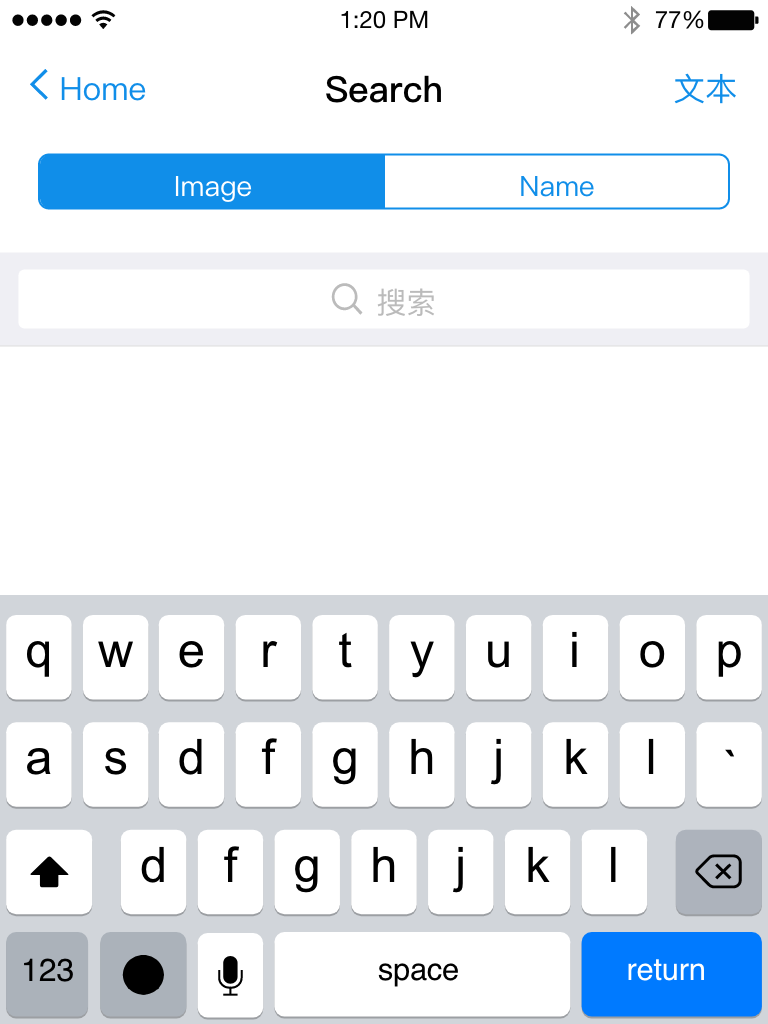 1:20 PM 77%
Home Search 文本
Image Name
搜索
q w e r t y u i o p
a s d f g h j k l `
d f g h j k l
123 space return